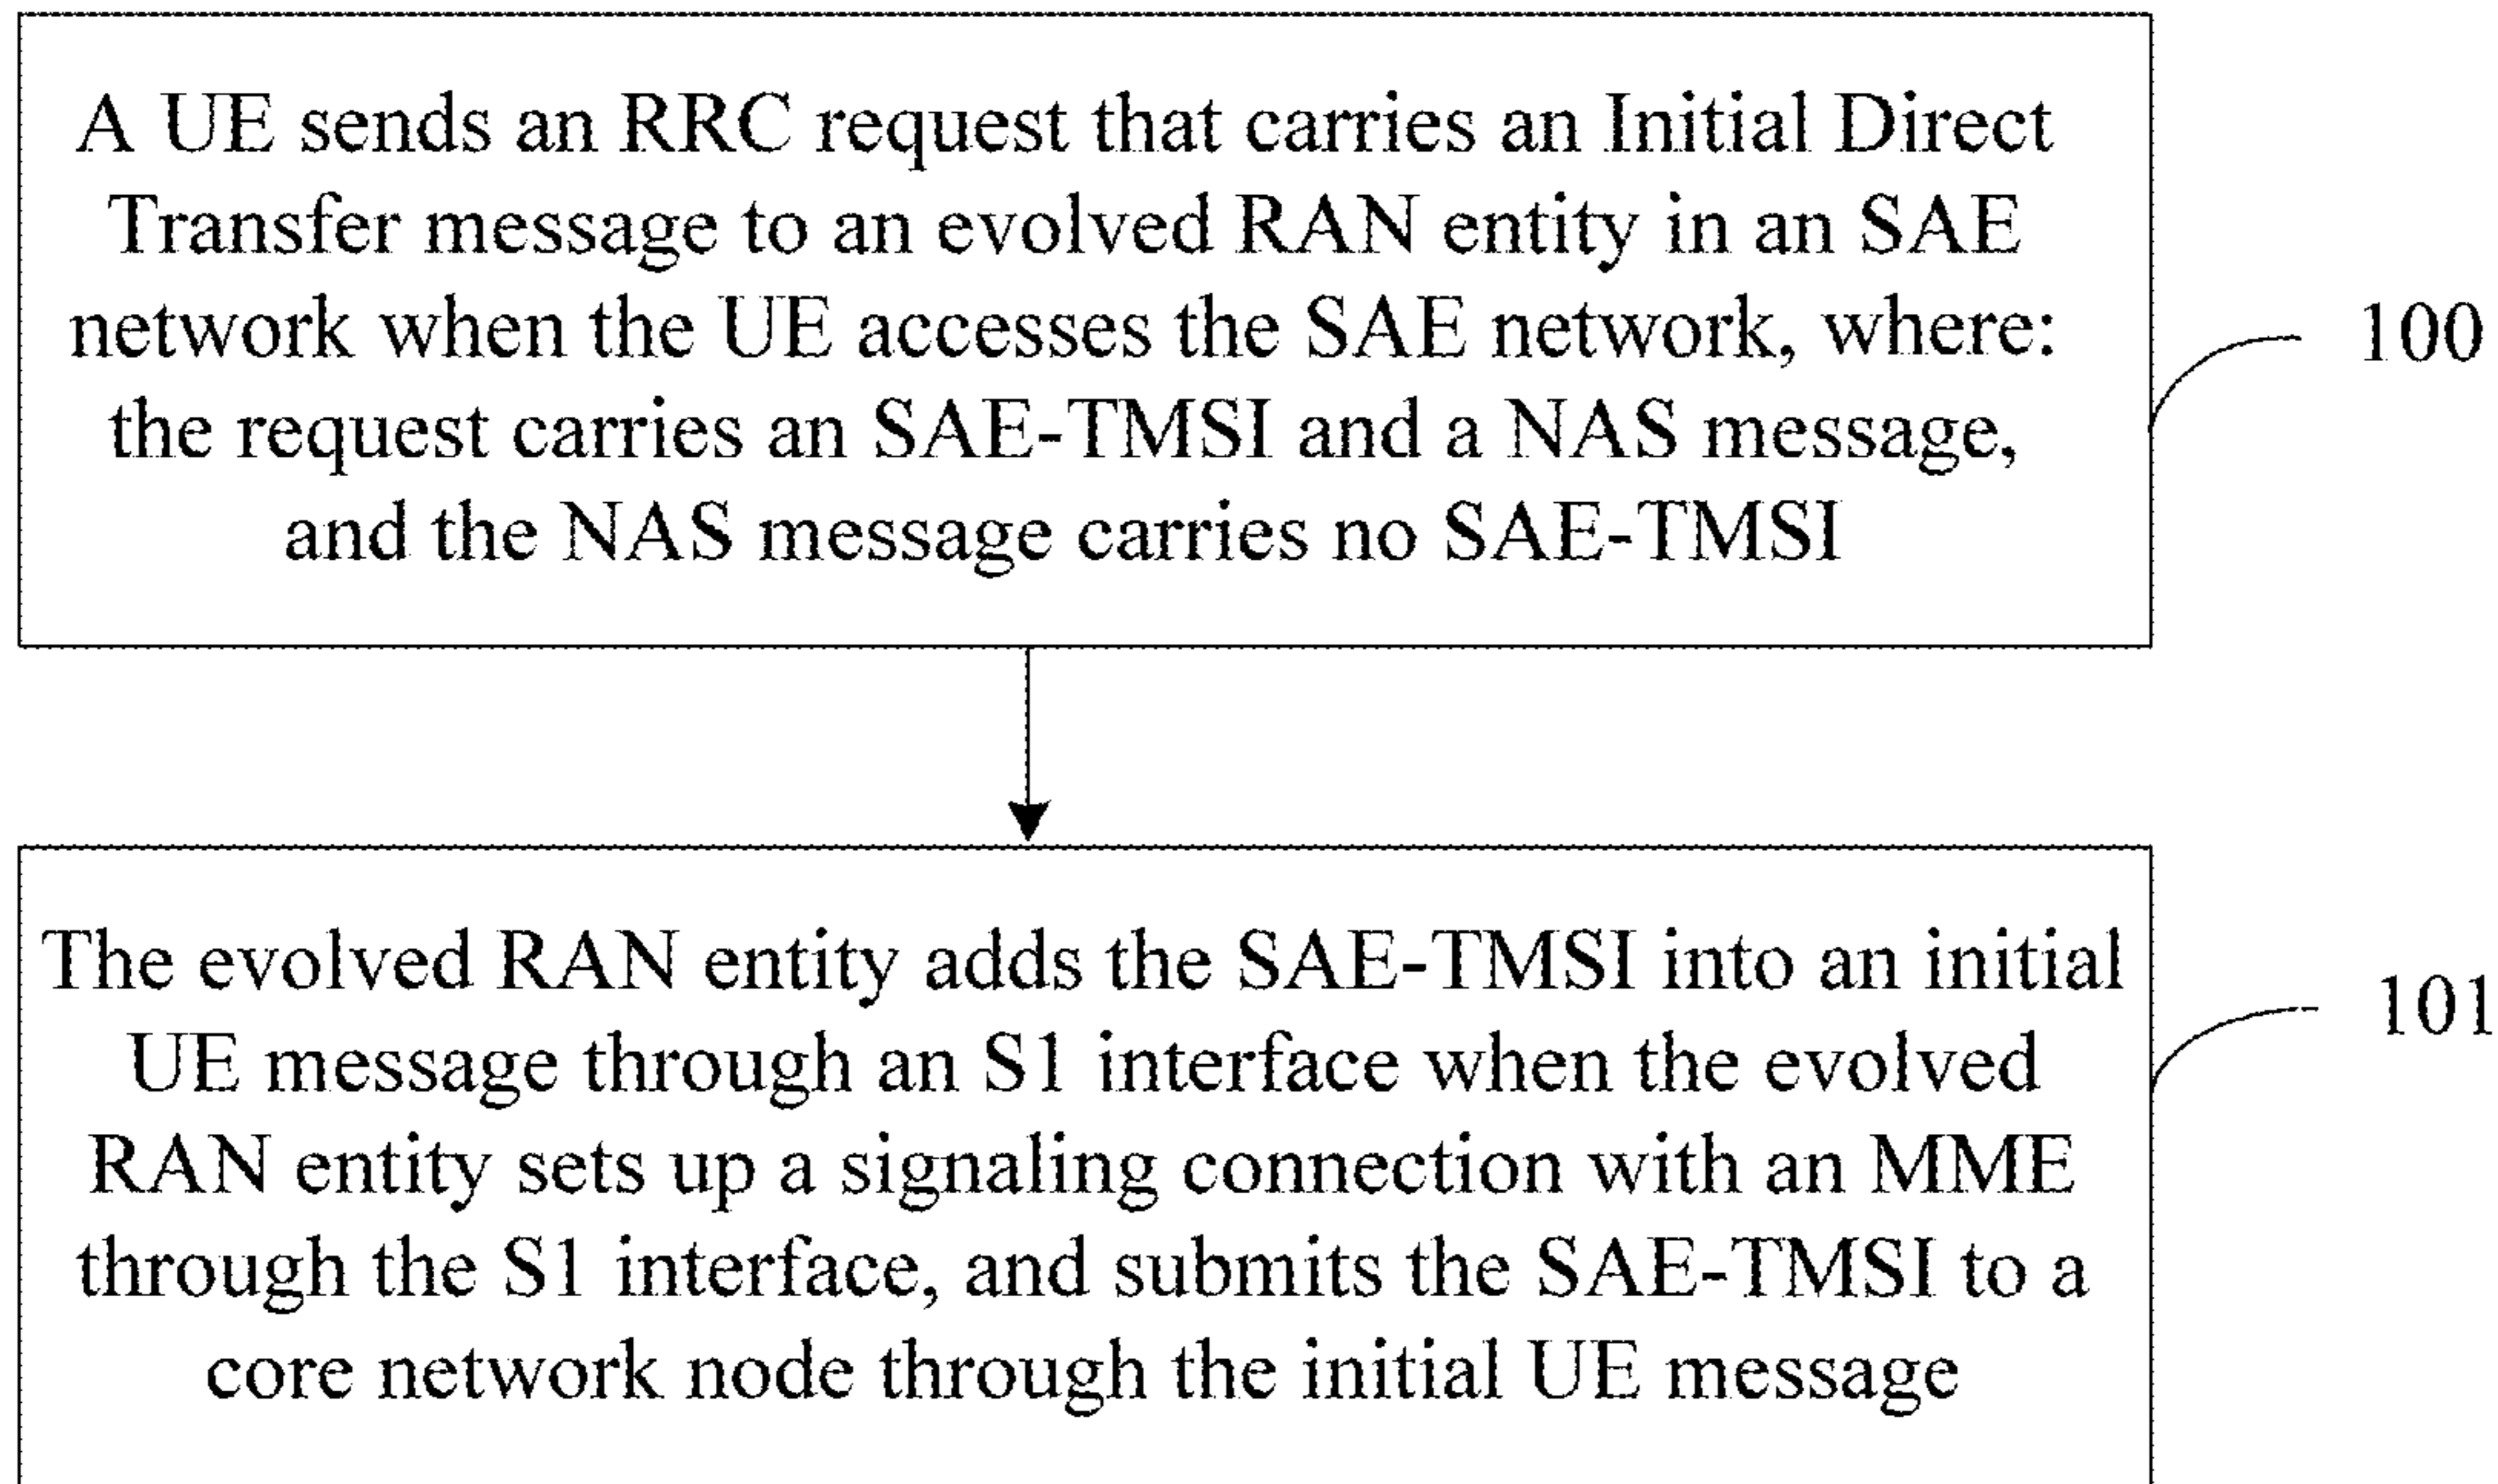 A UE sends an RRC request that carries an Initial Direct
Transfer message to an evolved RAN entity in an SAE
network when the UE accesses the SAE network, where:
the request carries an SAE-TMSI and a NAS message,
and the NAS message carries no SAE-TMSI
100
The evolved RAN entity adds the SAE-TMSI into an initial
UE message through an S1 interface when the evolved
RAN entity sets up a signaling connection with an MME
through the S1 interface, and submits the SAE-TMSI to a
core network node through the initial UE message
101